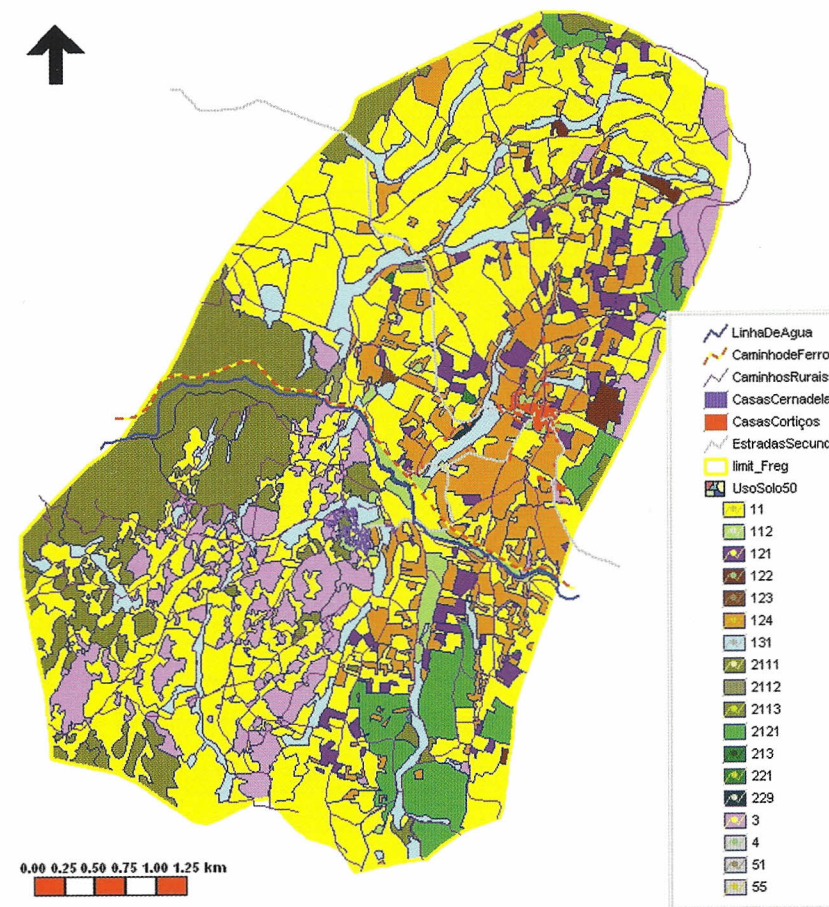 LinhaDeAgua
CaminhodeFerro
CaminhosRurais
CasasCernadela
CasasCortiços
EstradasSecund
limit_Freg
UsoSolo50
11
112
121
122
123
124
131
2111
2112
2113
2121
213
221
229
3
4
51
55
0.00 0.25 0.50 0.75 1.00 1.25 km